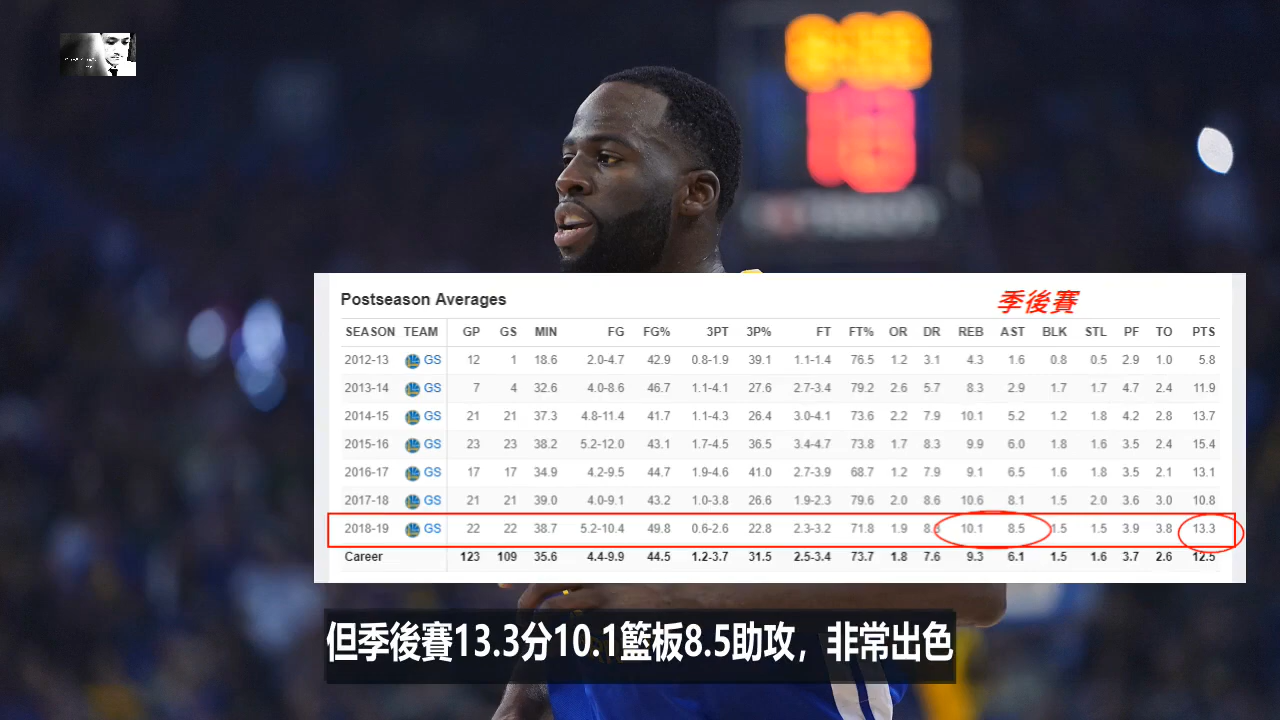 Postseason Averages
季後賽
SEASON TEAM GP GS MIN FG FG% 3PT 3P% FT FT% OR DR REB AST BLK STL PF TO PTS
2012-13 GS 12 1 18.6 2.0-4.7 42.9 0.8-1.9 39.1 1.1-1.4 76.5 1.2 3.1 4.3 1.6 0.8 0.5 2.9 1.0 5.8
2013-14 GS 7 4 32.6 4.0-8.6 46.7 1.1-4.1 27.6 2.7-3.4 79.2 2.6 5.7 8.3 2.9 1.7 1.7 4.7 2.4 11.9
2014-15 GS 21 21 37.3 4.8-11.4 41.7 1.1-4.3 26.4 3.0-4.1 73.6 2.2 7.9 10.1 5.2 1.2 1.8 4.2 2.8 13.7
2015-16 GS 23 23 38.2 5.2-12.0 43.1 1.7-4.5 36.5 3.4-4.7 73.8 1.7 8.3 9.9 6.0 1.8 1.6 3.5 2.4 15.4
2016-17 GS 17 17 34.9 4.2-9.5 44.7 1.9-4.6 41.0 2.7-3.9 68.7 1.2 7.9 9.1 6.5 1.6 1.8 3.5 2.1 13.1
2017-18 GS 21 21 39.0 4.0-9.1 43.2 1.0-3.8 26.6 1.9-2.3 79.6 2.0 8.6 10.6 8.1 1.5 2.0 3.6 3.0 10.8
2018-19 GS 22 22 38.7 5.2-10.4 49.8 0.6-2.6 22.8 2.3-3.2 71.8 1.9 10.1 8.5 1.5 1.5 3.9 3.8 13.3
Career 123 109 35.6 4.4-9.9 44.5 1.2-3.7 31.5 2.5-3.4 73.7 1.8 7.6 9.3 6.1 1.5 1.6 3.7 2.6 12.5
但季後賽13.3分10.1籃板8.5助攻，非常出色